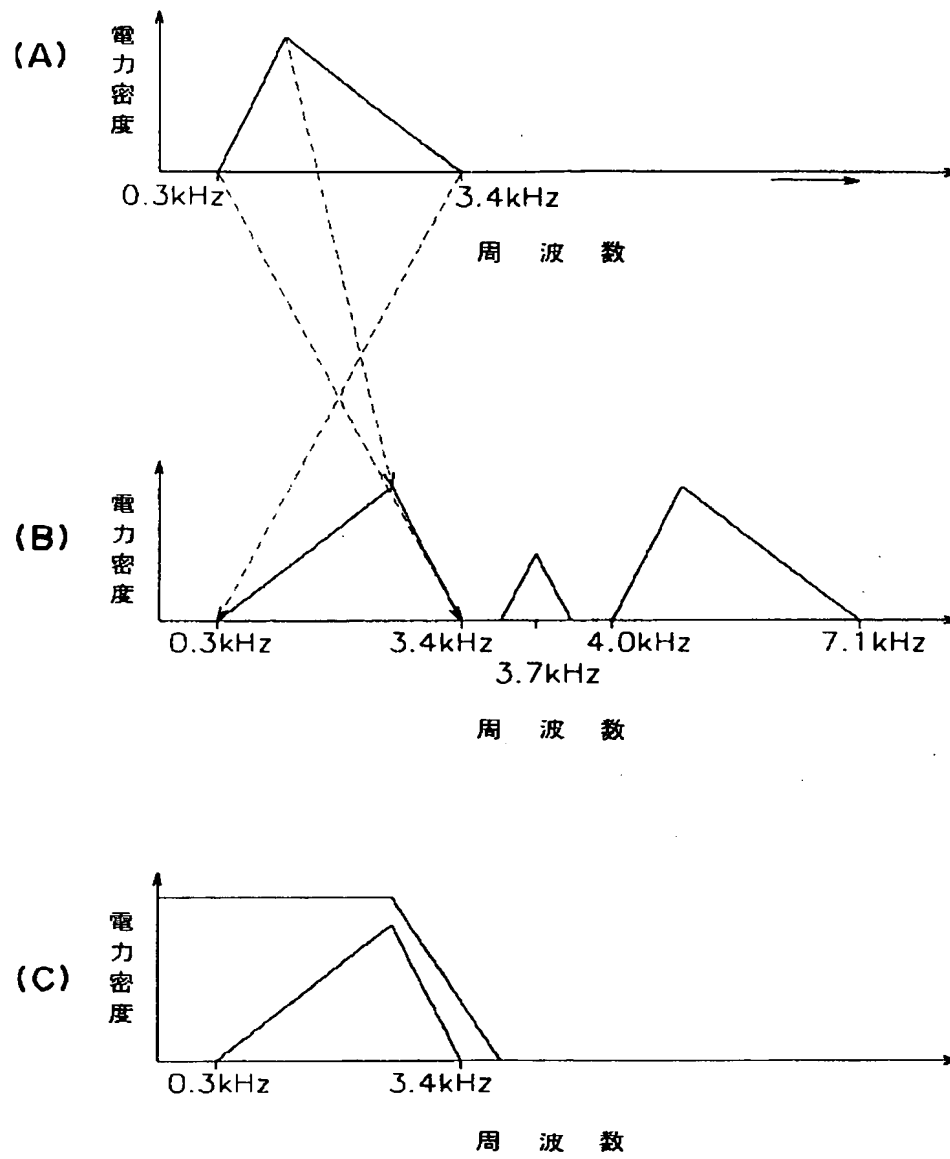 (A)
電力密度
0.3kHz 3.4kHz
周 波 数
(B)
電力密度
0.3kHz 3.4kHz 4.0kHz 7.1kHz
3.7kHz
周 波 数
(C)
電力密度
0.3kHz 3.4kHz
周 波 数